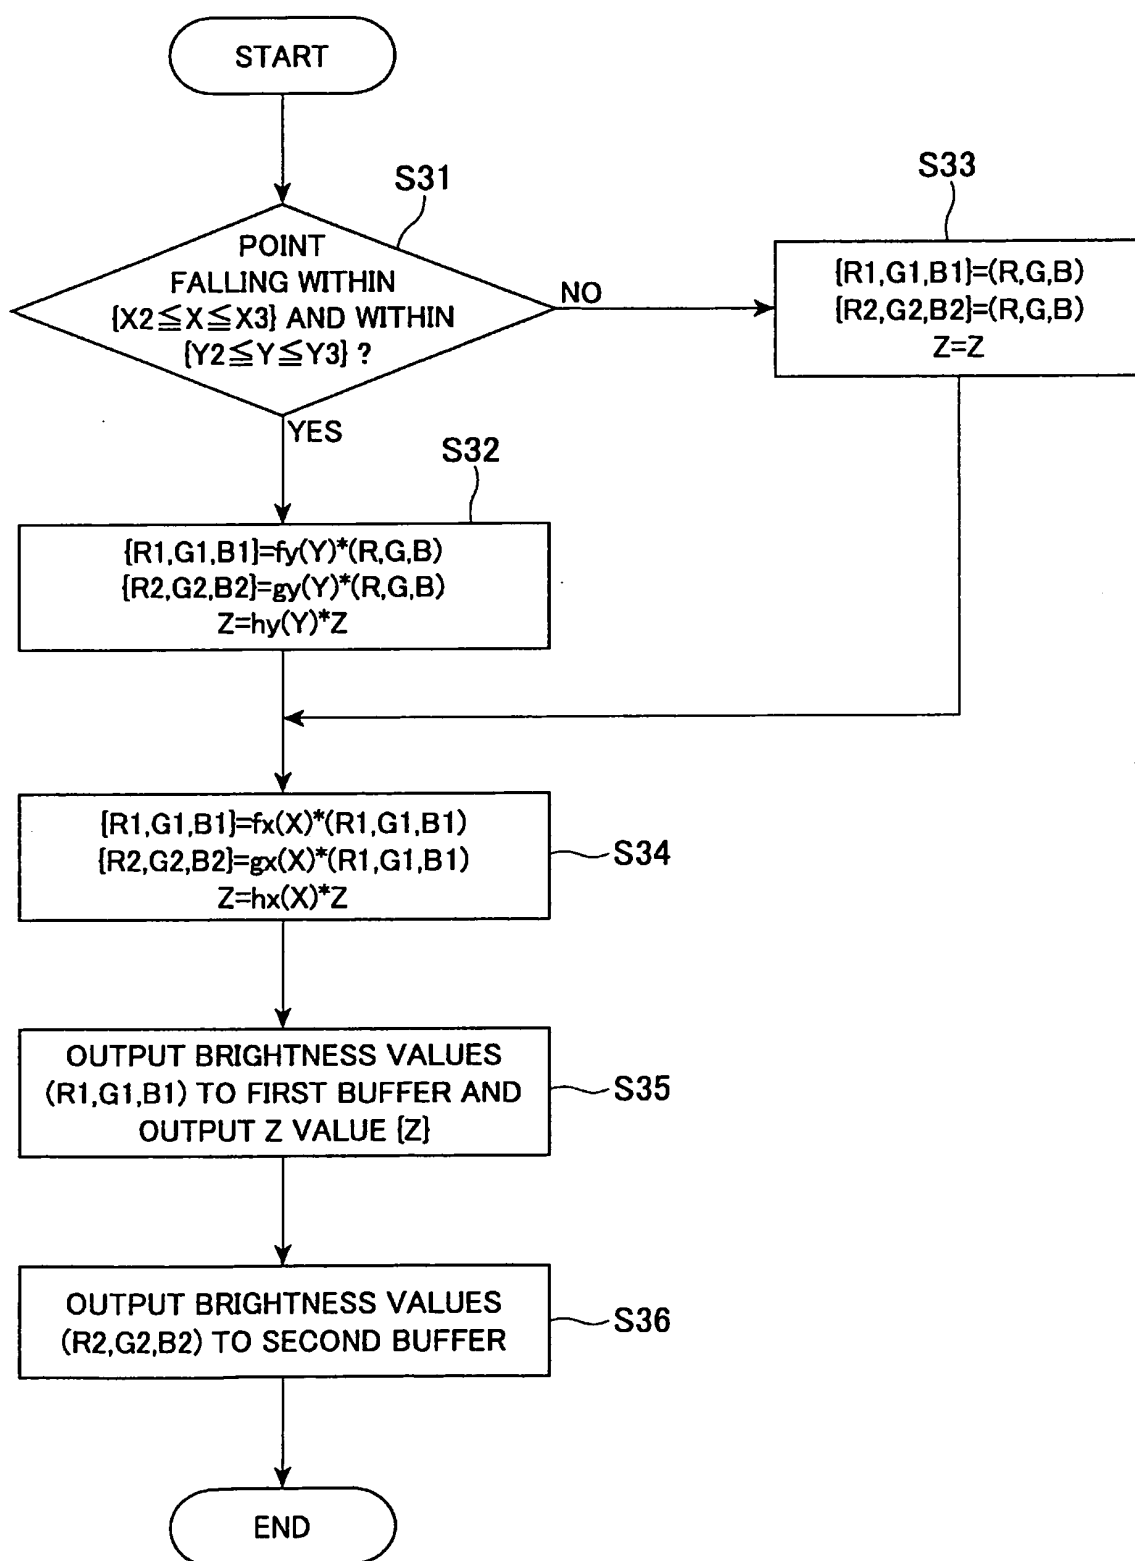 START
S31
POINT
FALLING WITHIN
{X2≦X≦X3} AND WITHIN
{Y2≦Y≦Y3} ?
NO
S33
{R1,G1,B1}=(R,G,B)
{R2,G2,B2}=(R,G,B)
Z=Z
YES
S32
{R1,G1,B1}=fy(Y)*(R,G,B)
{R2,G2,B2}=gy(Y)*(R,G,B)
Z=hy(Y)*Z
{R1,G1,B1}=fx(X)*(R1,G1,B1)
{R2,G2,B2}=gx(X)*(R1,G1,B1)
Z=hx(X)*Z
S34
OUTPUT BRIGHTNESS VALUES
(R1,G1,B1) TO FIRST BUFFER AND
OUTPUT Z VALUE {Z}
S35
OUTPUT BRIGHTNESS VALUES
(R2,G2,B2) TO SECOND BUFFER
S36
END